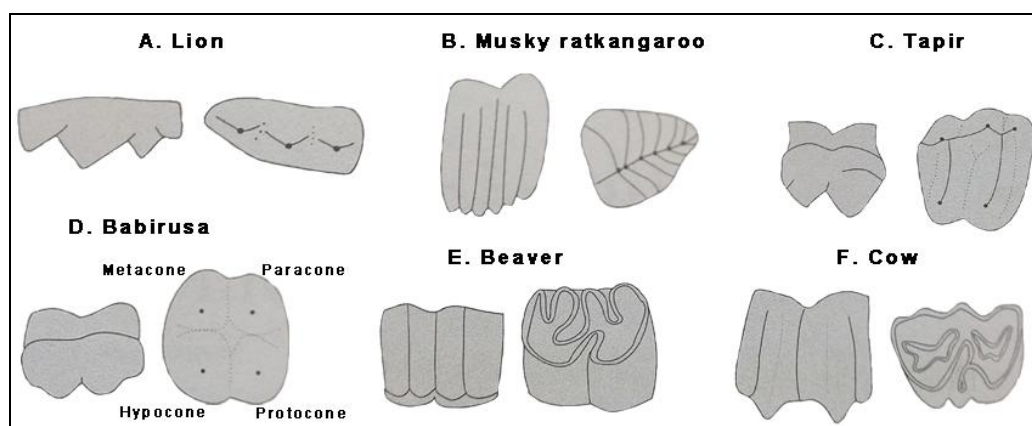 A. Lion
B. Musky ratkangaroo
C. Tapir
D. Babirusa
Metacone
Paracone
Hypocone
Protocone
E. Beaver
F. Cow